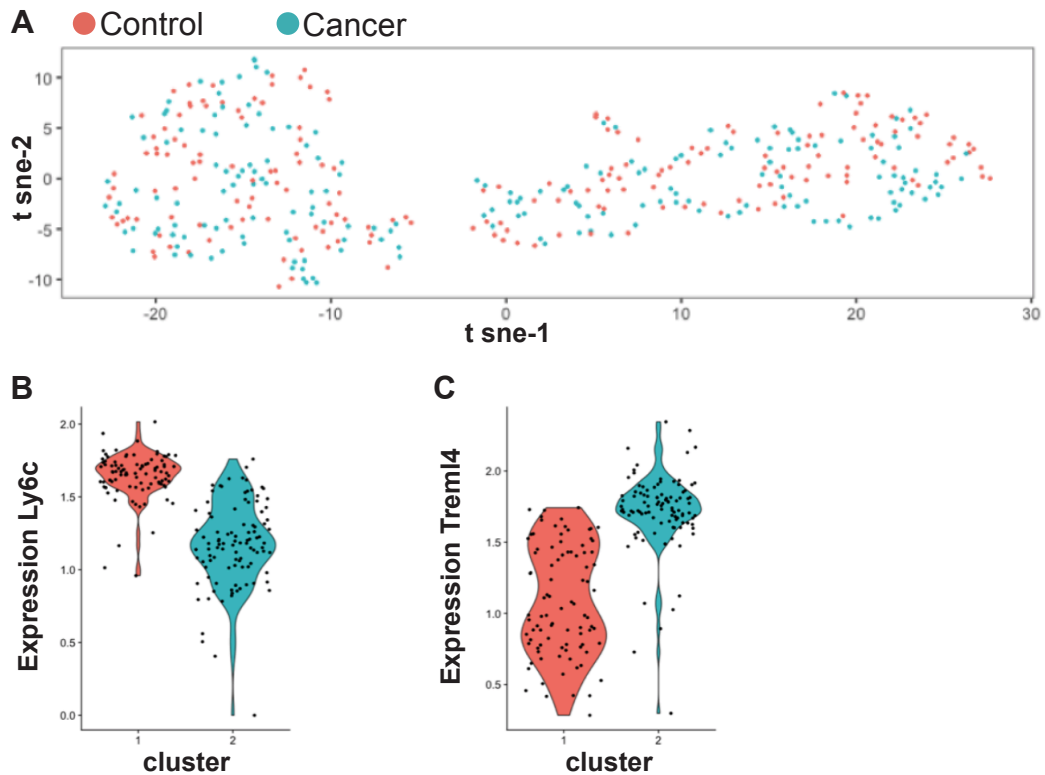 A Control Cancer
10
5
0
-5
-10
t sne-2
-20 -10 0 10 20 30
t sne-1
B
2.0
1.5
1.0
0.5
0.0
Expression Ly6c
1 2
cluster
C
2.0
1.5
1.0
0.5
Expression Treml4
1 2
cluster